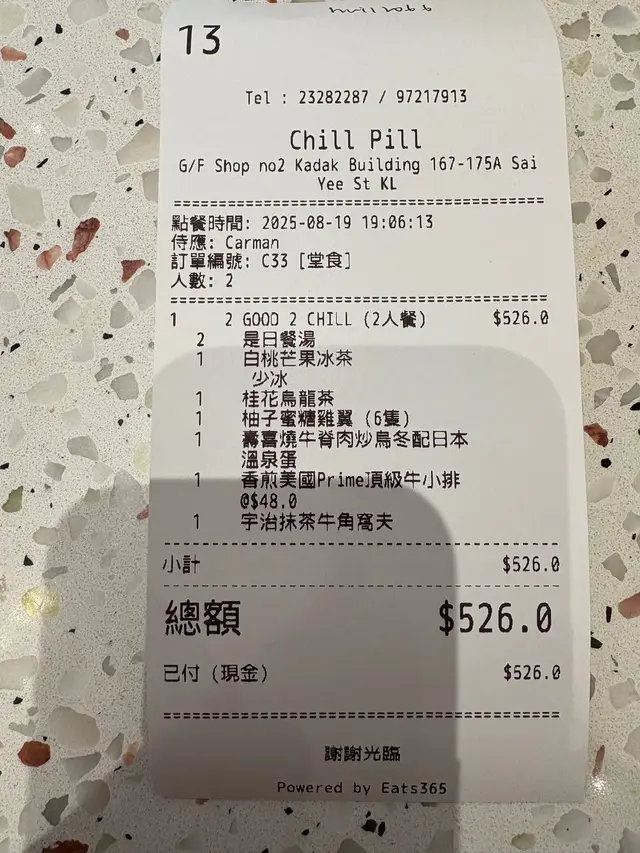 13
Tel : 23282287 / 97217913
Chill Pill
G/F Shop no2 Kadak Building 167-175A Sai
Yee St KL
點餐時間: 2025-08-19 19:06:13
侍應: Carman
訂單編號: C33 [堂食]
人數: 2
1 2 GOOD 2 CHILL (2人餐) $526.0
2 是日餐湯
1 白桃芒果冰茶
少冰
1 桂花烏龍茶
1 柚子蜜糖雞翼 (6隻)
1 壽喜燒牛脊肉炒烏冬配日本
溫泉蛋
1 香煎美國Prime頂級牛小排
@$48.0
1 宇治抹茶牛角窩夫
小計 $526.0
總額 $526.0
已付 (現金) $526.0
謝謝光臨
Powered by Eats365